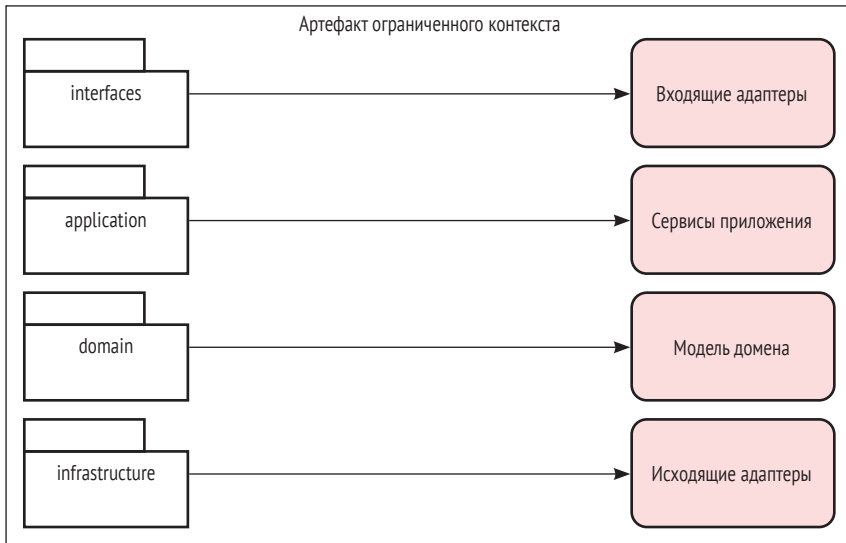 Артефакт ограниченного контекста
interfaces
Входящие адаптеры
application
Сервисы приложения
domain
Модель домена
infrastructure
Исходящие адаптеры